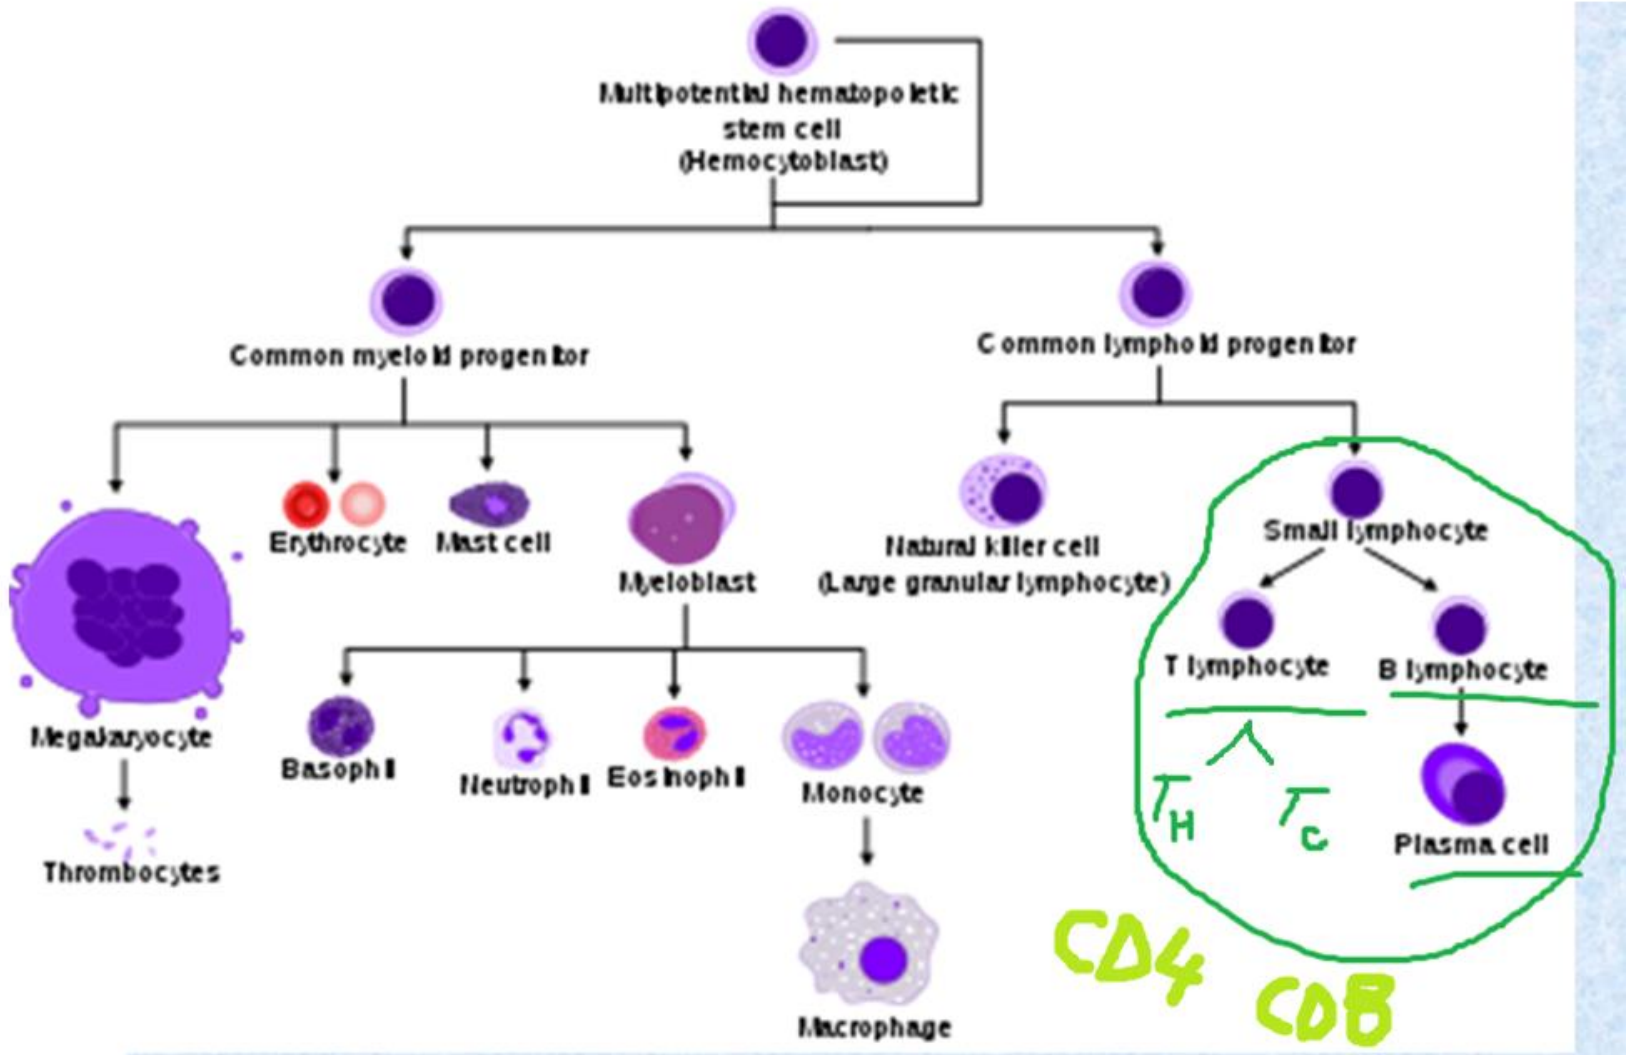 Multipotential hematopoietic
stem cell
(Hemocytoblast)
Common myeloid progenitor
Common lymphoid progenitor
Erythrocyte
Mast cell
Myeloblast
Natural killer cell
(Large granular lymphocyte)
Small lymphocyte
T lymphocyte
B lymphocyte
Megakaryocyte
Basophil
Neutrophil
Eosinophil
Monocyte
TH
TC
Plasma cell
Thrombocytes
Macrophage
CD4
CD8